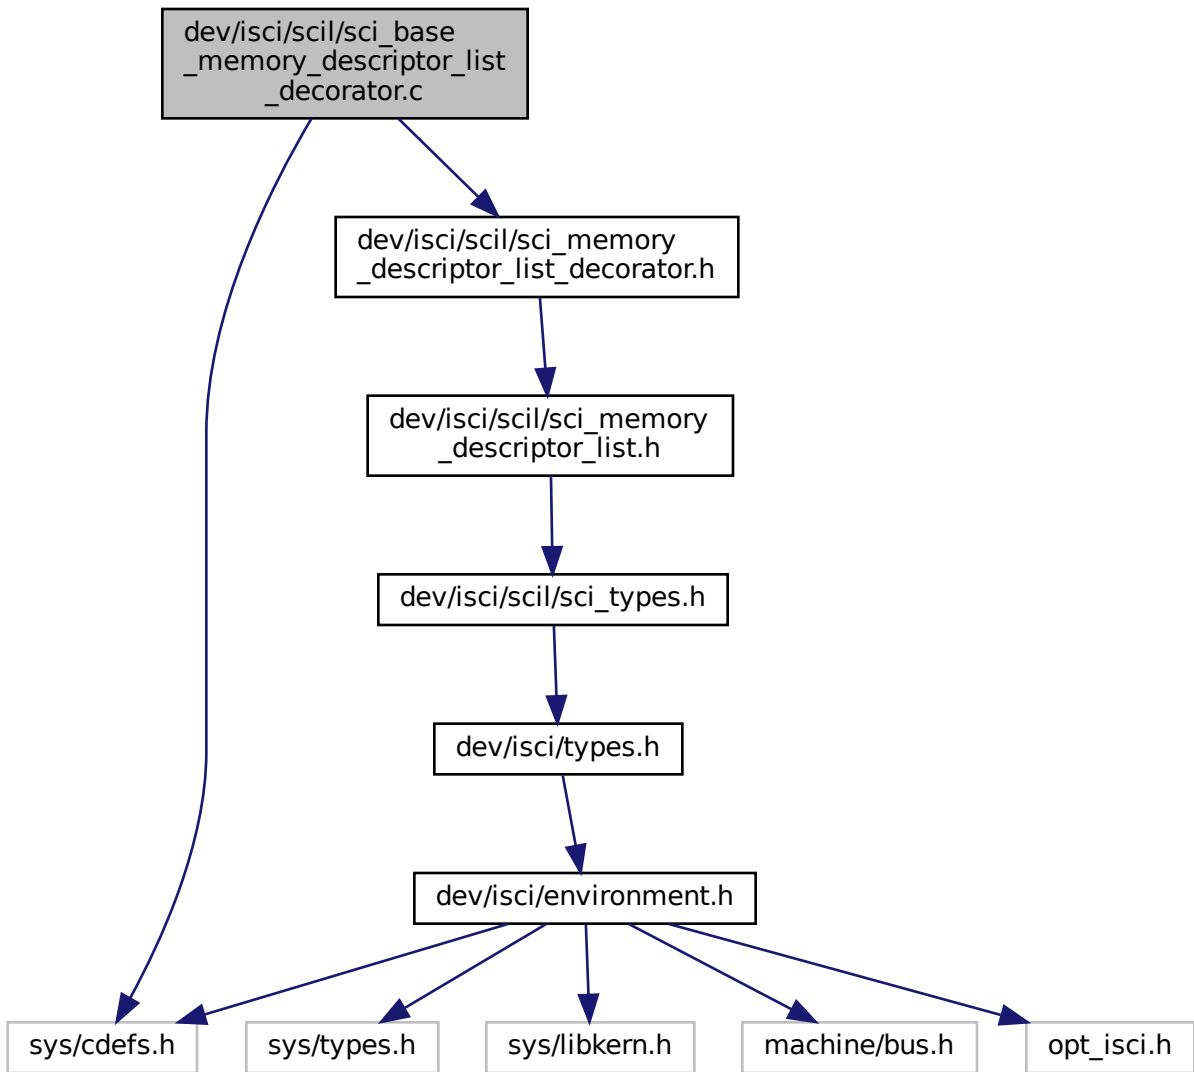 dev/isci/scil/sci_base
_memory_descriptor_list
_decorator.c
dev/isci/scil/sci_memory
_descriptor_list_decorator.h
dev/isci/scil/sci_memory
_descriptor_list.h
dev/isci/scil/sci_types.h
dev/isci/types.h
dev/isci/environment.h
sys/cdefs.h
sys/types.h
sys/libkern.h
machine/bus.h
opt_isci.h